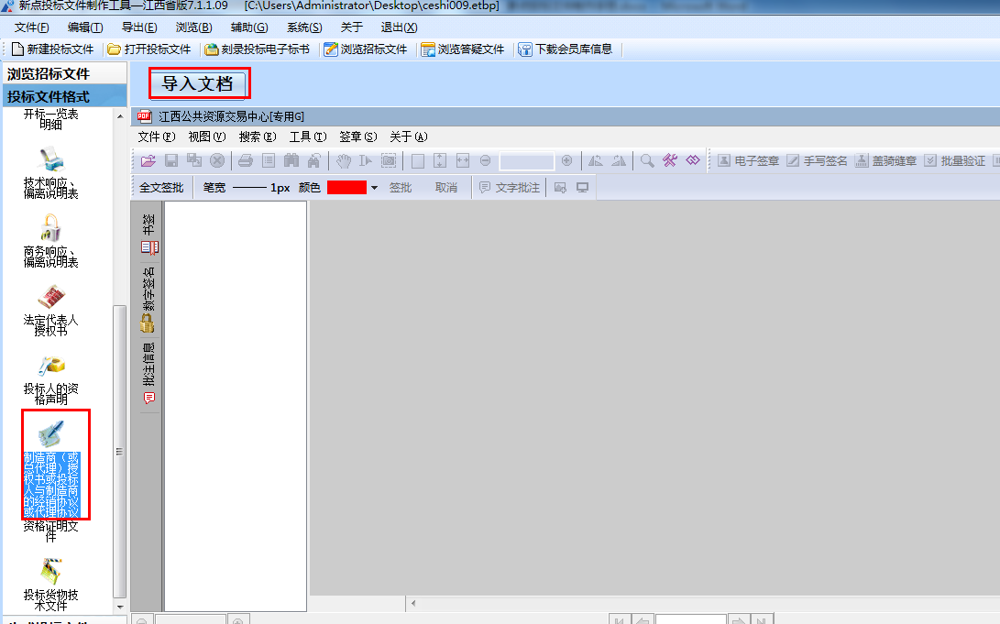 新点投标文件制作工具—江西省版7.1.1.09 [C:\Users\Administrator\Desktop\ceshi009.etbp]
文件(F) 编辑(T) 导出(E) 浏览(B) 辅助(G) 系统(S) 关于 退出(X)
新建投标文件 打开投标文件 刻录投标电子标书 浏览招标文件 浏览答疑文件 下载会员库信息
浏览招标文件
投标文件格式
开标一览表
明细
技术响应、
偏离说明表
商务响应、
偏离说明表
法定代表人
授权书
投标人的资
格声明
制造商（或
总代理）授
权书或投标
人与制造商
的经销协议
或代理协议
资格证明文
件
投标货物技
术文件
导入文档
江西公共资源交易中心[专用G]
文件(F) 视图(V) 搜索(E) 工具(T) 签章(S) 关于(A)
电子签章 手写签名 盖骑缝章 批量验证
全文签批 笔宽 1px 颜色 签批 取消 文字批注
书签
数字签名
批注信息